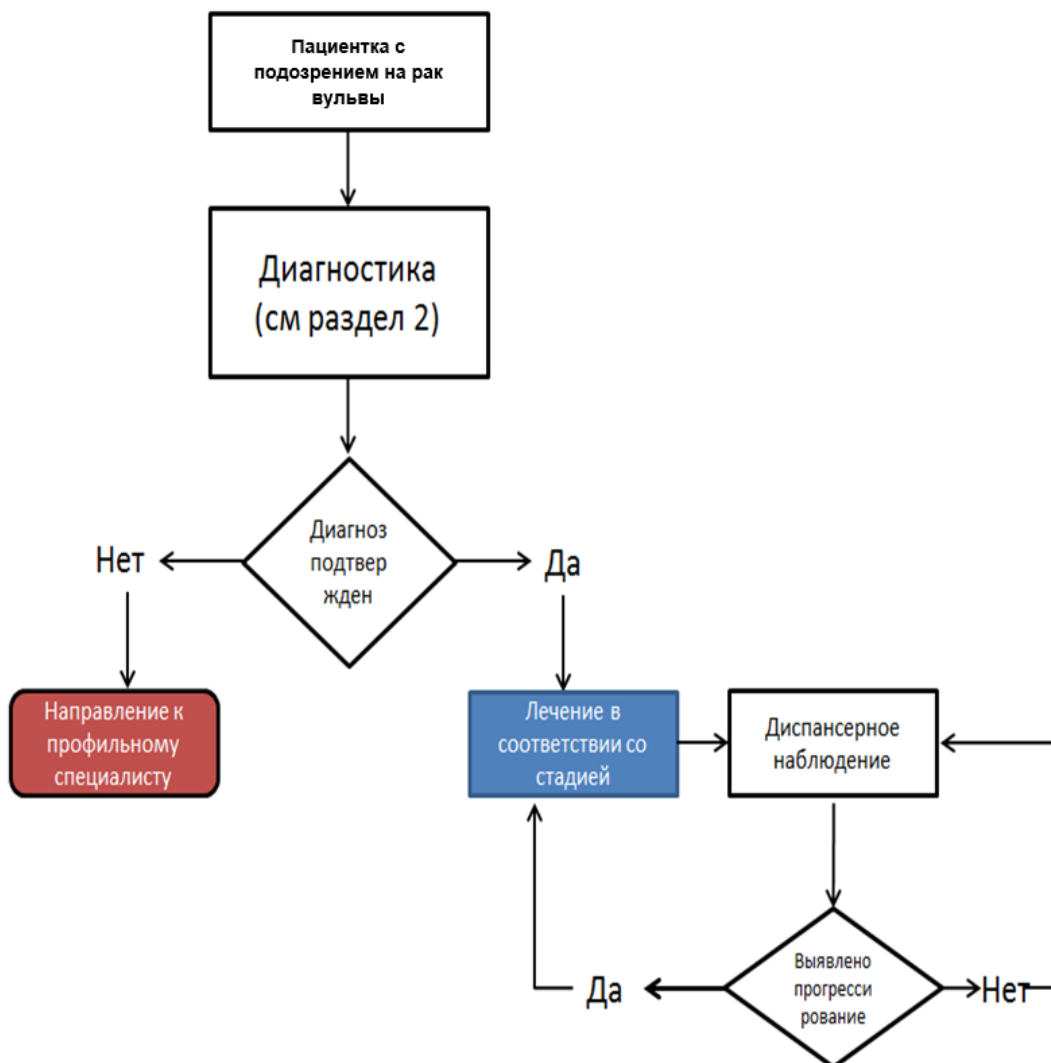 Пациентка с
подозрением на рак
вульвы
Диагностика
(см раздел 2)
Диагноз
подтвер
жден
Нет
Да
Направление к
профильному
специалисту
Лечение в
соответствии со
стадией
Диспансерное
наблюдение
Выявлено
прогресси
рование
Да
Нет